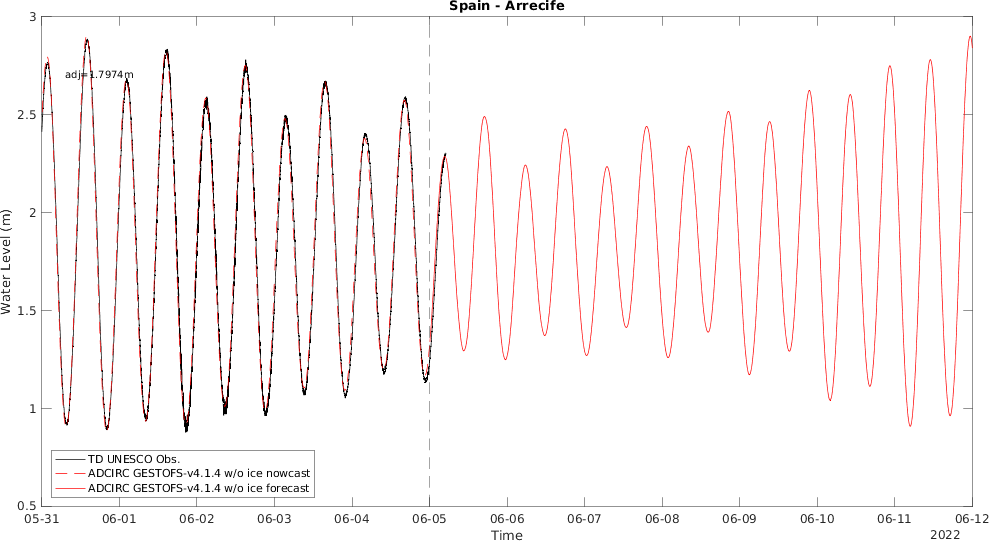 Spain - Arrecife
3
2.5
2
1.5
1
0.5
Water Level (m)
adj=1.7974m
TD UNESCO Obs.
ADCIRC GESTOFS-v4.1.4 w/o ice nowcast
ADCIRC GESTOFS-v4.1.4 w/o ice forecast
05-31 06-01 06-02 06-03 06-04 06-05 06-06 06-07 06-08 06-09 06-10 06-11 06-12
Time
2022